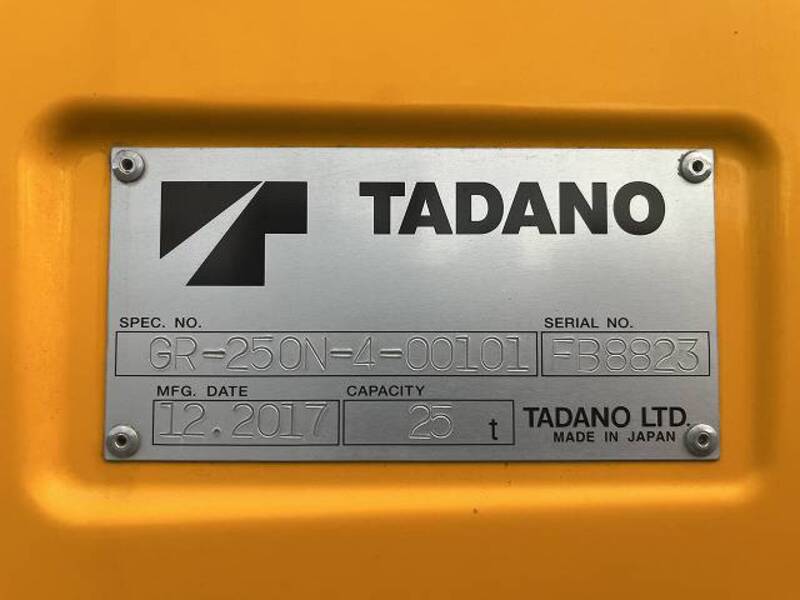 TADANO
SPEC. NO. SERIAL NO.
GR-250N-4-00101 FB8823
MFG. DATE CAPACITY
12.2017 25 t TADANO LTD.
MADE IN JAPAN